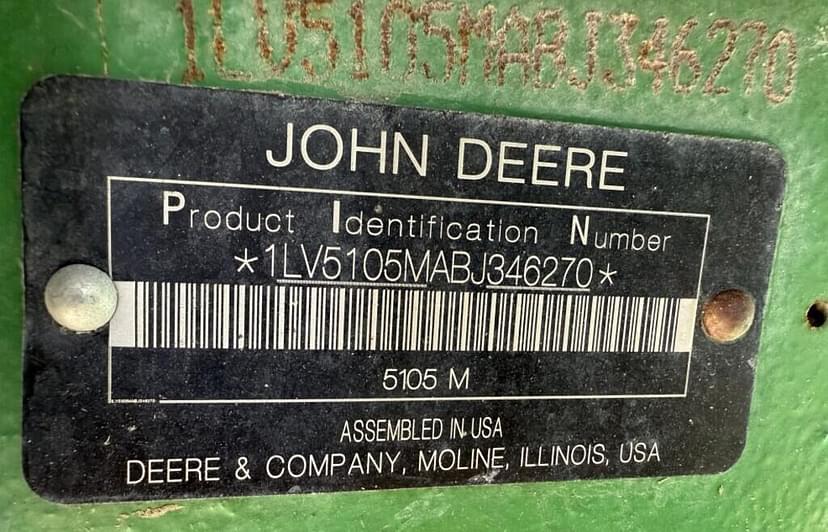 1LV5105MABJ346270
JOHN DEERE
Product Identification Number
*1LV5105MABJ346270*
5105 M
ASSEMBLED IN USA
DEERE & COMPANY, MOLINE, ILLINOIS, USA